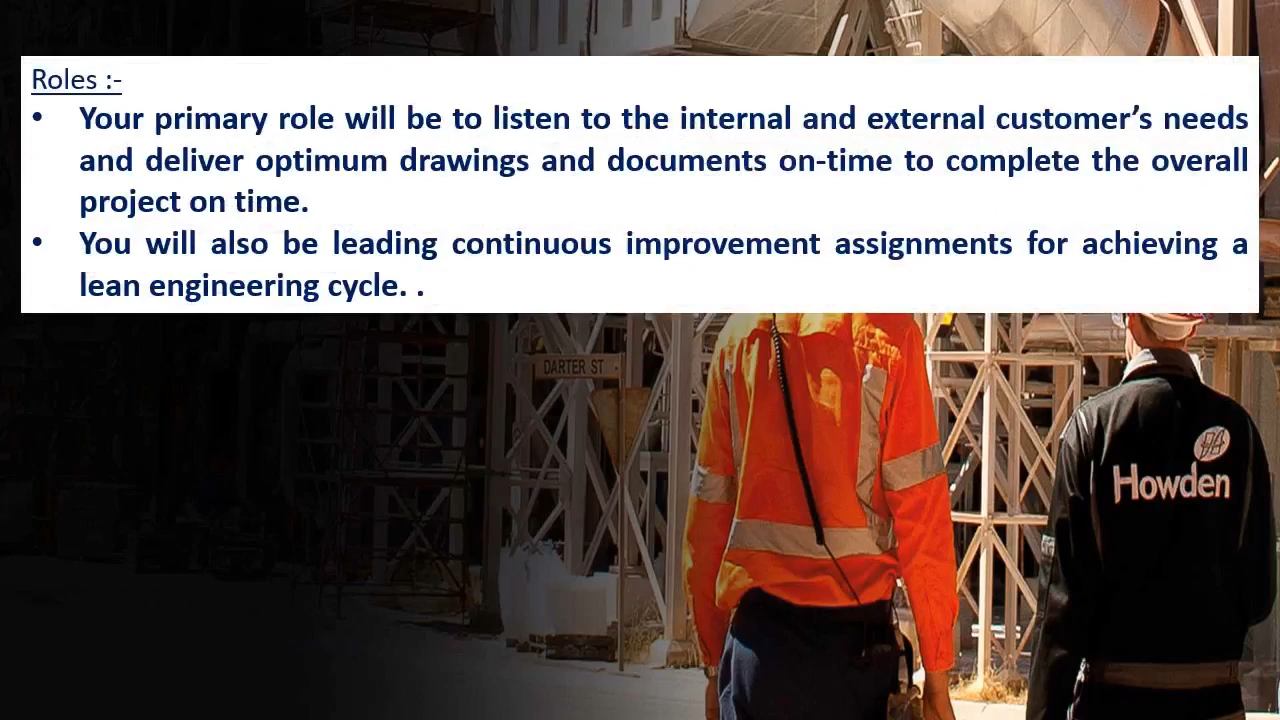 Roles :-
• Your primary role will be to listen to the internal and external customer’s needs
and deliver optimum drawings and documents on-time to complete the overall
project on time.
• You will also be leading continuous improvement assignments for achieving a
lean engineering cycle. .
DARTER ST
Howden